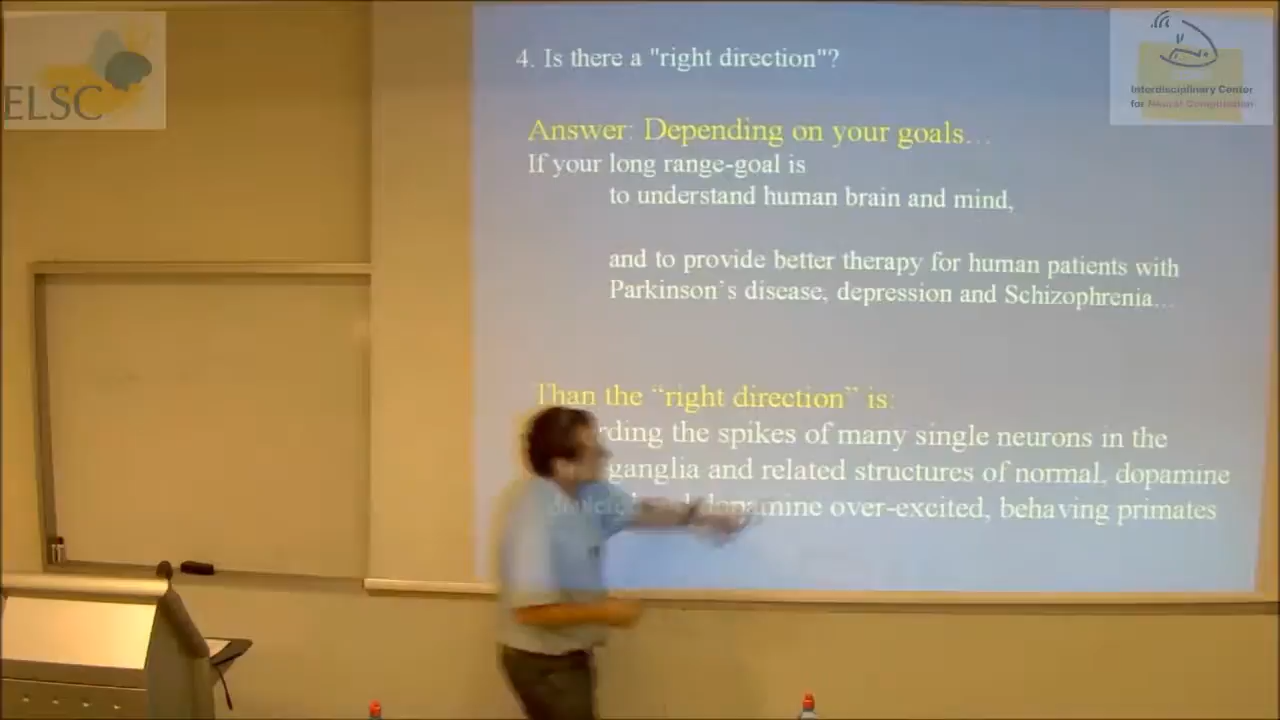 ELSC
Interdisciplinary Center
for Neural Computation
4. Is there a "right direction"?
Answer: Depending on your goals…
If your long range-goal is
to understand human brain and mind,
and to provide better therapy for human patients with
Parkinson's disease, depression and Schizophrenia…
Than the “right direction” is:
rding the spikes of many single neurons in the
ganglia and related structures of normal, dopamine
dopamine over-excited, behaving primates